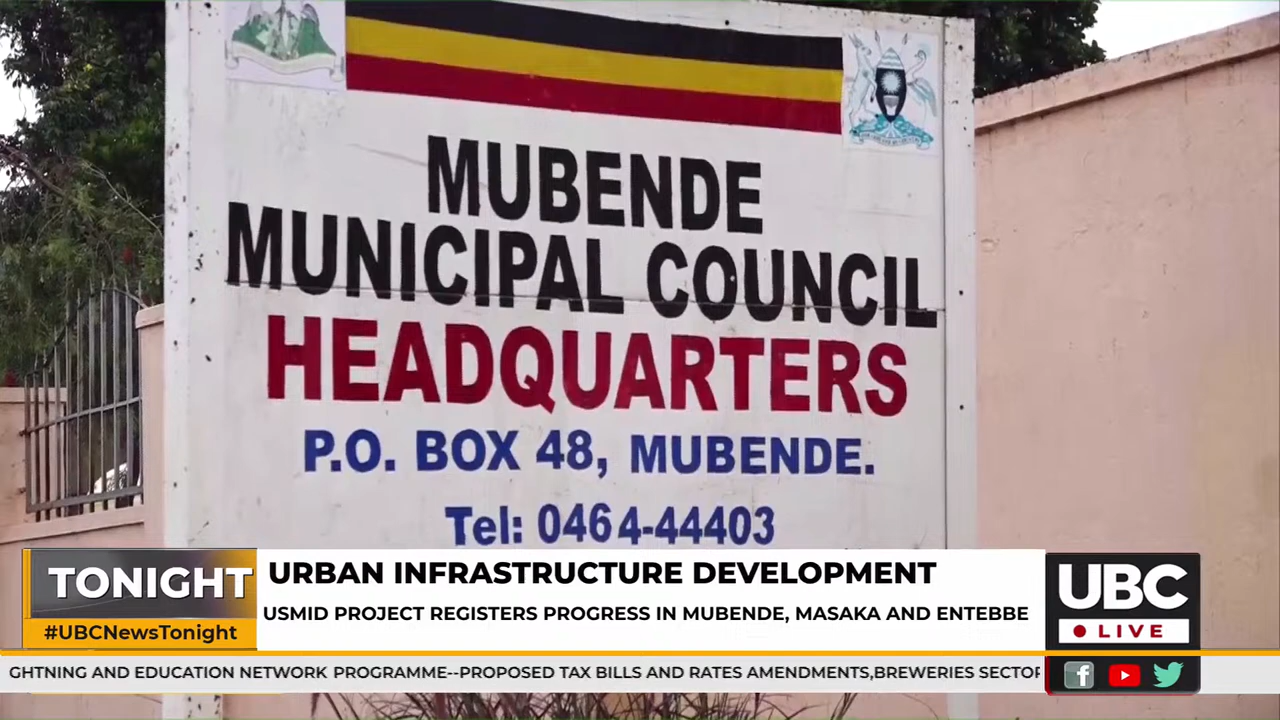 MUBENDE
MUNICIPAL COUNCIL
HEADQUARTERS
P.O. BOX 48, MUBENDE.
Tel: 0464-44403
TONIGHT
#UBCNewsTonight
URBAN INFRASTRUCTURE DEVELOPMENT
USMID PROJECT REGISTERS PROGRESS IN MUBENDE, MASAKA AND ENTEBBE
UBC
LIVE
GHTNING AND EDUCATION NETWORK PROGRAMME--PROPOSED TAX BILLS AND RATES AMENDMENTS,BREWERIES SECTOR